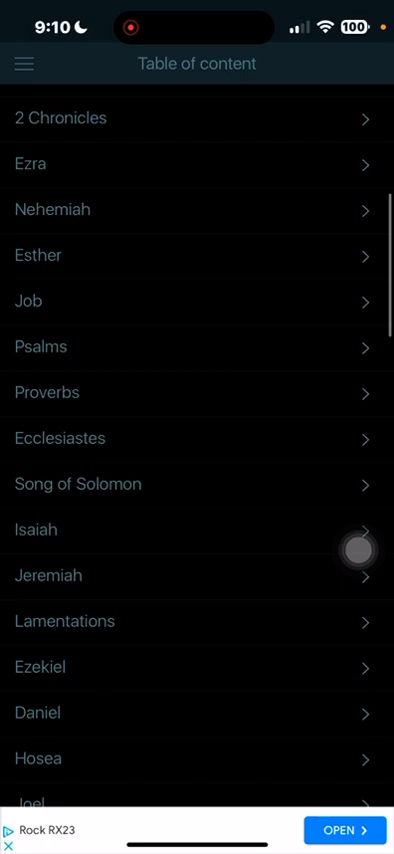 9:10
100
Table of content
2 Chronicles
Ezra
Nehemiah
Esther
Job
Psalms
Proverbs
Ecclesiastes
Song of Solomon
Isaiah
Jeremiah
Lamentations
Ezekiel
Daniel
Hosea
Joel
Rock RX23
OPEN